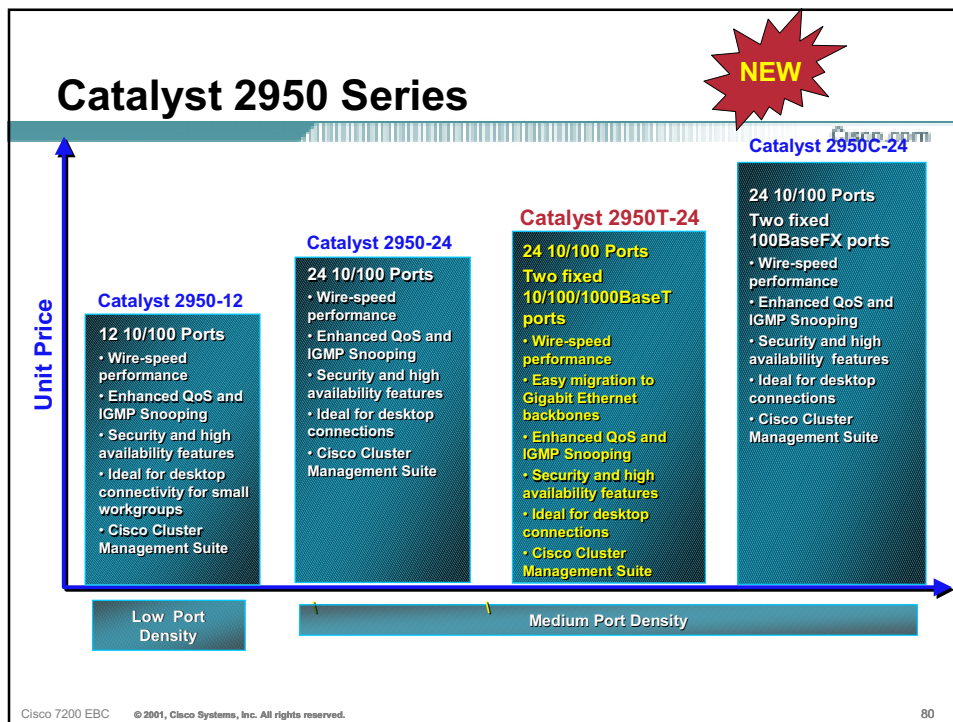 Catalyst 2950 Series
NEW
Cisco.com
Unit Price
Catalyst 2950-12
12 10/100 Ports
• Wire-speed
performance
• Enhanced QoS and
IGMP Snooping
• Security and high
availability features
• Ideal for desktop
connectivity for small
workgroups
• Cisco Cluster
Management Suite
Catalyst 2950-24
24 10/100 Ports
• Wire-speed
performance
• Enhanced QoS and
IGMP Snooping
• Security and high
availability features
• Ideal for desktop
connections
• Cisco Cluster
Management Suite
Catalyst 2950T-24
24 10/100 Ports
Two fixed
10/100/1000BaseT
ports
• Wire-speed
performance
• Easy migration to
Gigabit Ethernet
backbones
• Enhanced QoS and
IGMP Snooping
• Security and high
availability features
• Ideal for desktop
connections
• Cisco Cluster
Management Suite
Catalyst 2950C-24
24 10/100 Ports
Two fixed
100BaseFX ports
• Wire-speed
performance
• Enhanced QoS and
IGMP Snooping
• Security and high
availability features
• Ideal for desktop
connections
• Cisco Cluster
Management Suite
Low Port
Density
Medium Port Density
Cisco 7200 EBC
© 2001, Cisco Systems, Inc. All rights reserved.
80